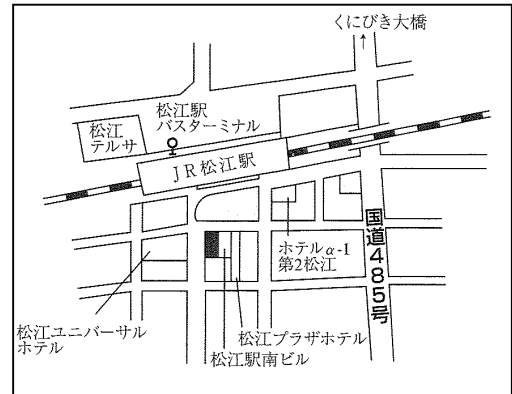 くにびき大橋
松江駅
バスターミナル
松江
テルサ
JR松江駅
国道485号
ホテルα-1
第2松江
松江ユニバーサル
ホテル
松江プラザホテル
松江駅南ビル